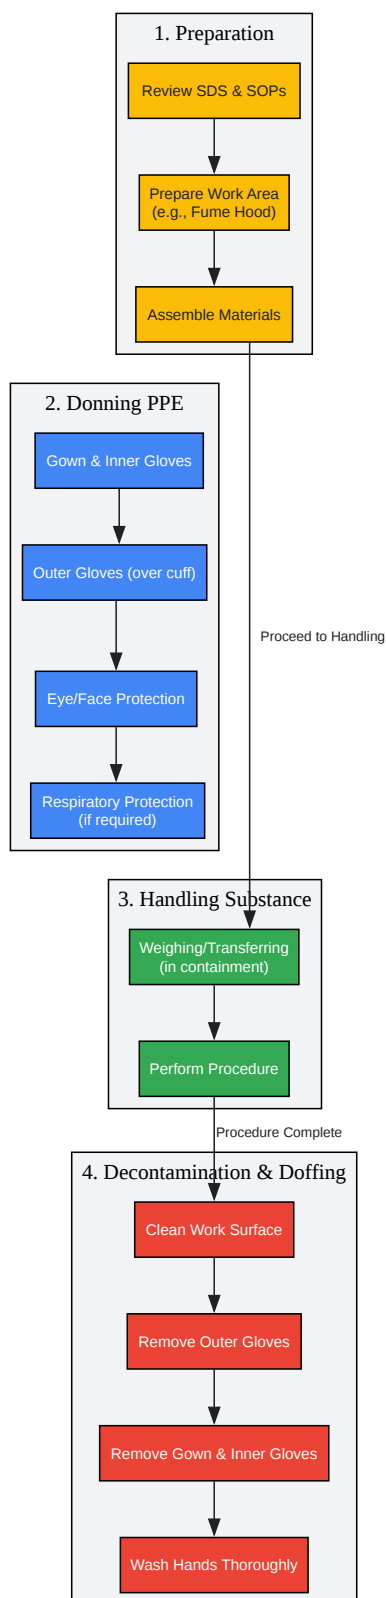 1. Preparation
Review SDS & SOPs
Prepare Work Area
(e.g., Fume Hood)
Assemble Materials
2. Donning PPE
Gown & Inner Gloves
Outer Gloves (over cuff)
Proceed to Handling
Eye/Face Protection
Respiratory Protection
(if required)
3. Handling Substance
Weighing/Transferring
(in containment)
Perform Procedure
Procedure Complete
4. Decontamination & Doffing
Clean Work Surface
Remove Outer Gloves
Remove Gown & Inner Gloves
Wash Hands Thoroughly